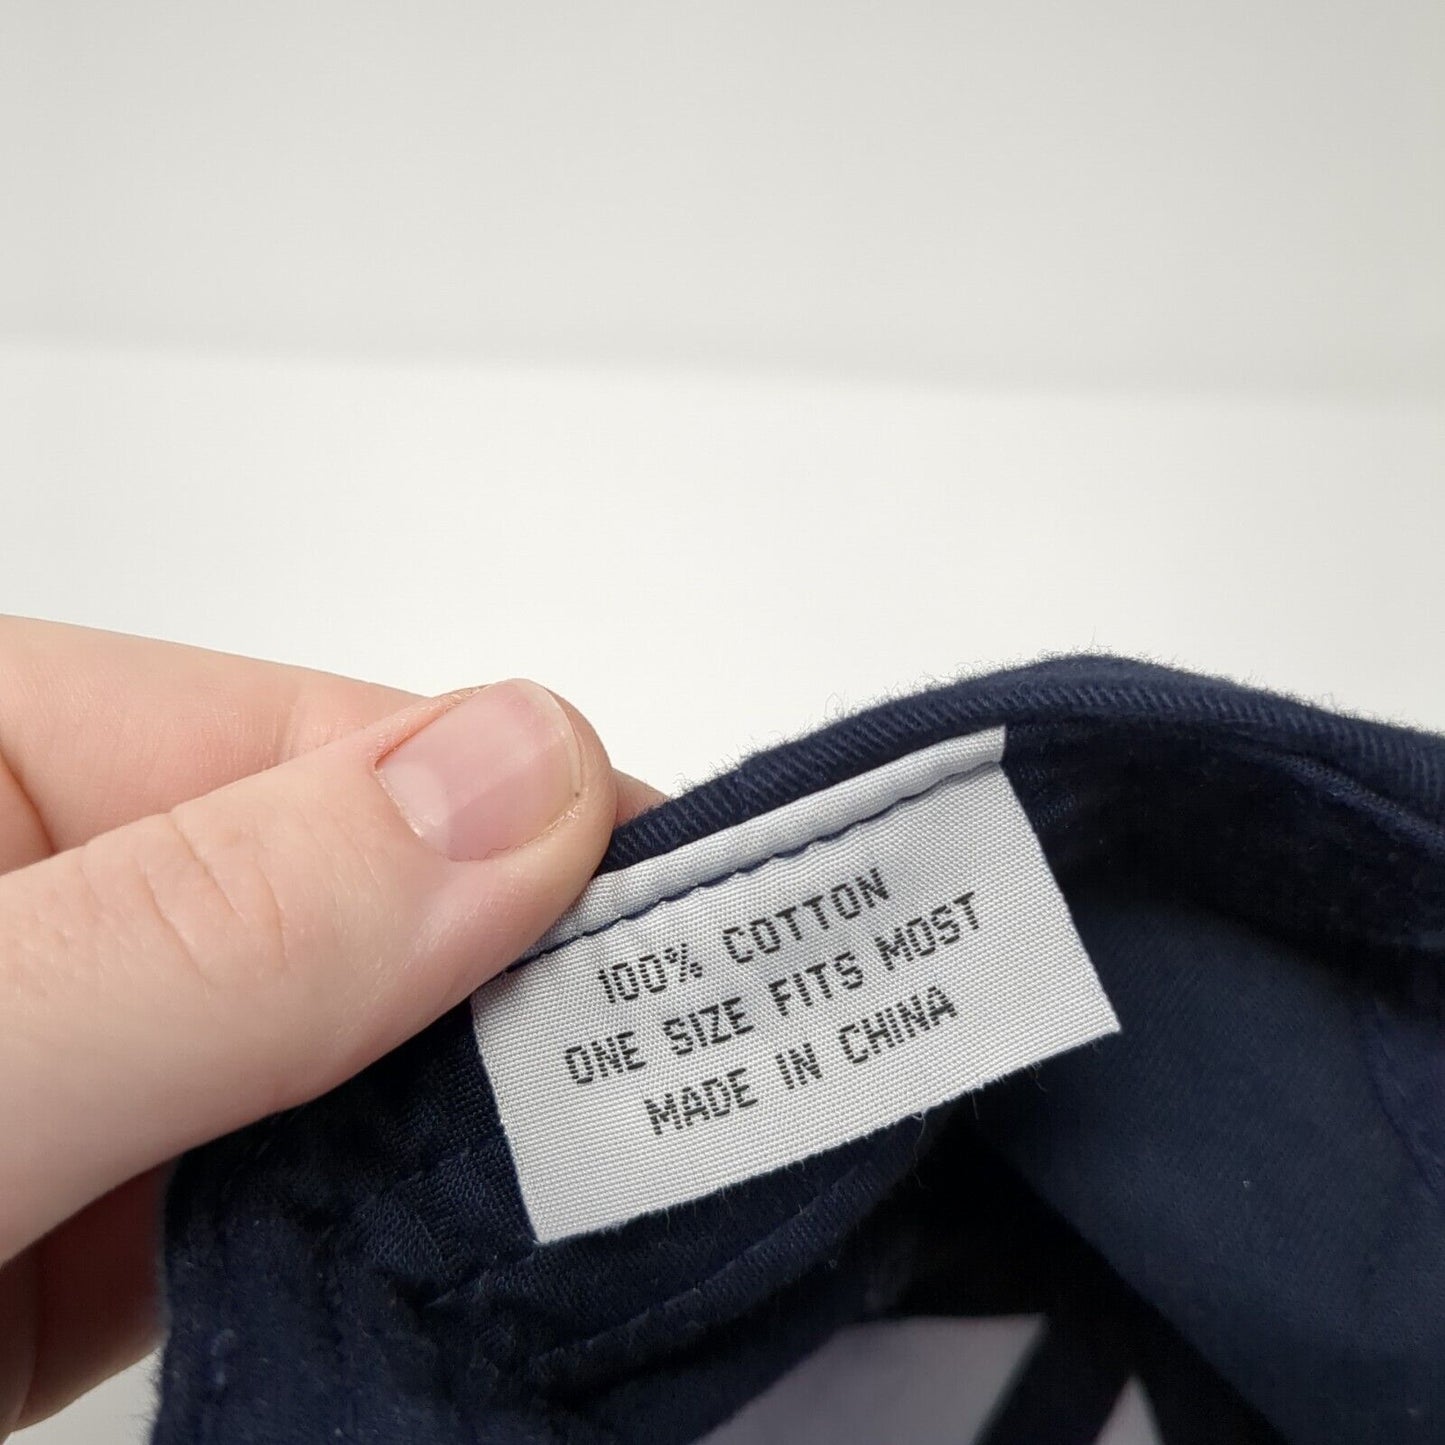 100% COTTON
ONE SIZE FITS MOST
MADE IN CHINA